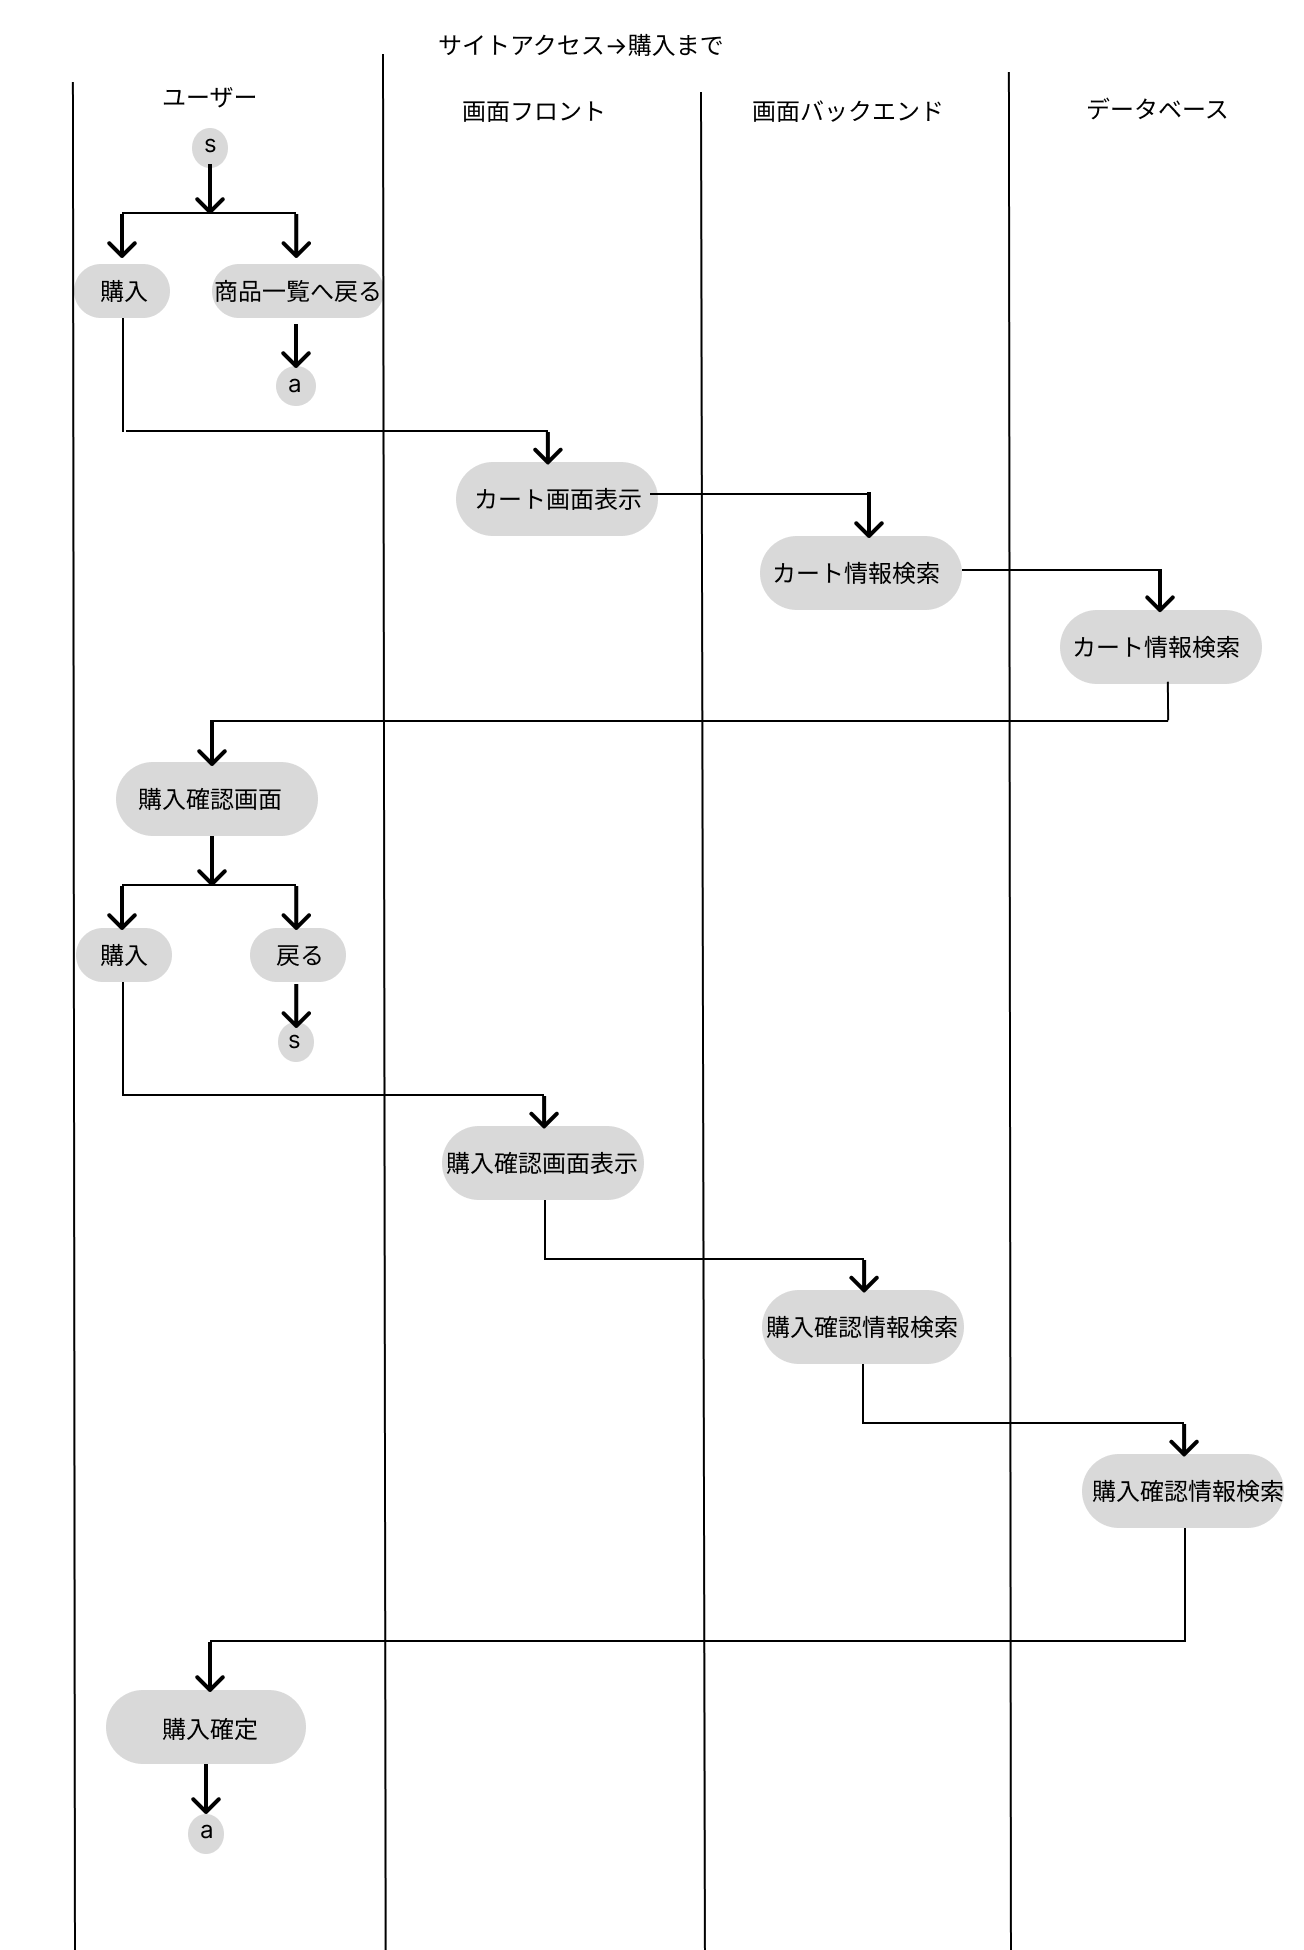 サイトアクセス→購入まで
ユーザー
画面フロント
画面バックエンド
データベース
s
購入
商品一覧へ戻る
a
カート画面表示
カート情報検索
カート情報検索
購入確認画面
購入
戻る
s
購入確認画面表示
購入確認情報検索
購入確認情報検索
購入確定
a